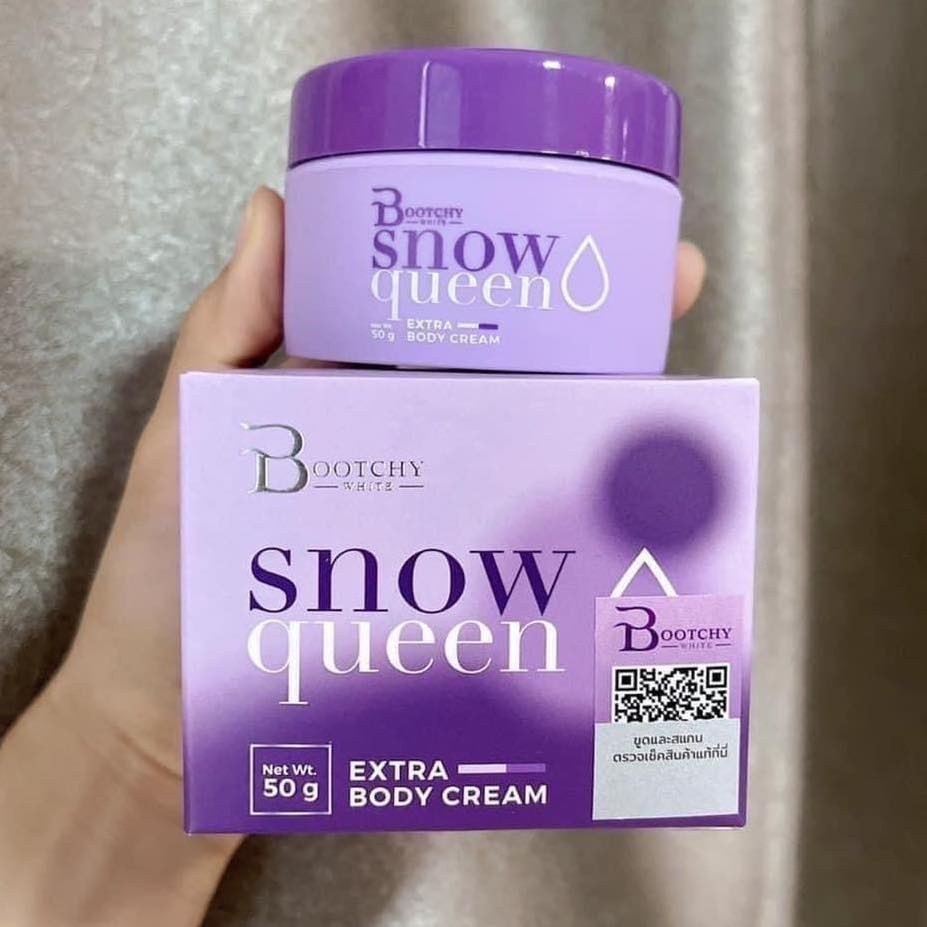 BOOTCHY
WHITE
snow
queen
Net Wt.
50 g
EXTRA
BODY CREAM
BOOTCHY
WHITE
snow
queen
Net Wt.
50 g
EXTRA
BODY CREAM
BOOTCHY
WHITE
ขูดและสแกน
ตรวจเช็คสินค้าแท้ที่นี่